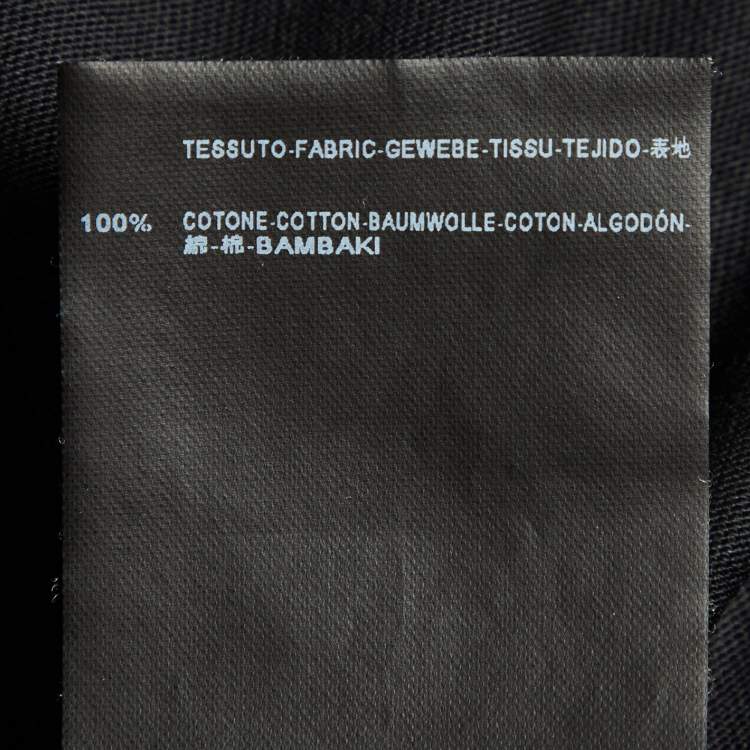 TESSUTO-FABRIC-GEWEBE-TISSU-TEJIDO-表地
100% COTONE-COTTON-BAUMWOLLE-COTON-ALGODÓN-
綿-棉-BAMBAKI